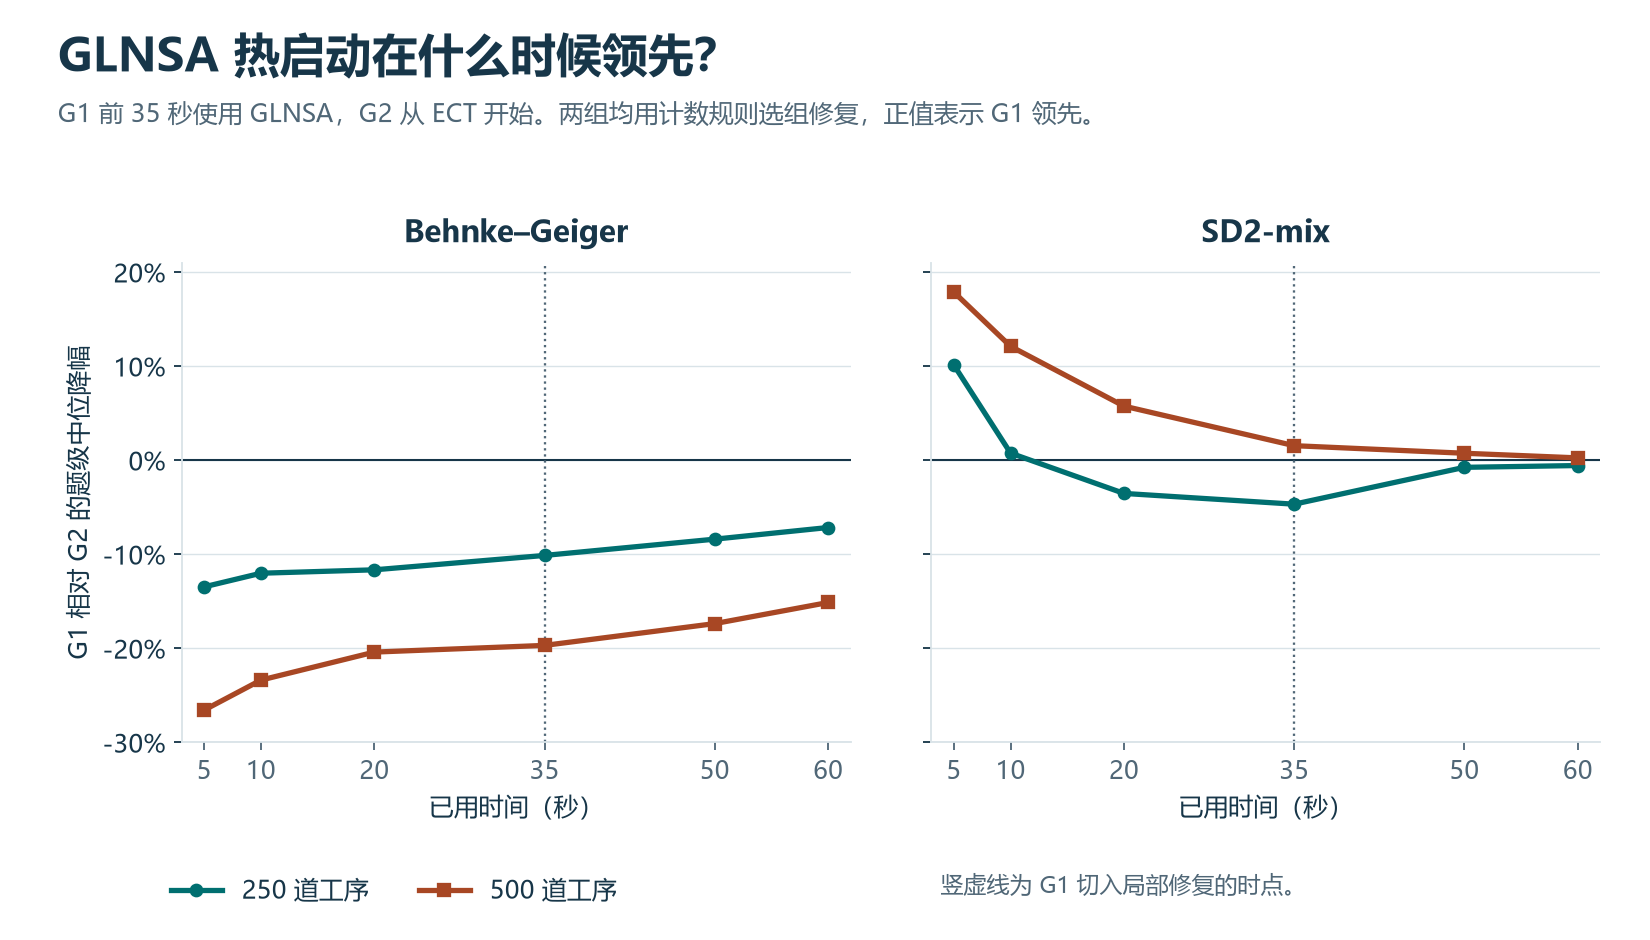 GLNSA 热启动在什么时候领先？
G1 前 35 秒使用 GLNSA，G2 从 ECT 开始。两组均用计数规则选组修复，正值表示 G1 领先。
Behnke–Geiger
SD2-mix
G1 相对 G2 的题级中位降幅
20%
10%
0%
-10%
-20%
-30%
5 10 20 35 50 60
5 10 20 35 50 60
已用时间（秒）
已用时间（秒）
250 道工序
500 道工序
竖虚线为 G1 切入局部修复的时点。